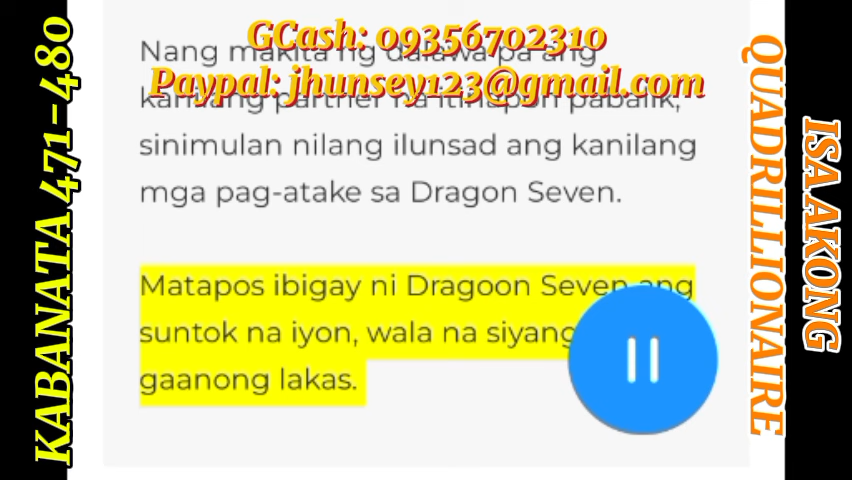 KABANATA 471-480
GCash: 09356702310
Paypal: jhunsey123@gmail.com
Nang makita ng dalawa pa ang
kanilang partner na itinapon pabalik,
sinimulan nilang ilunsad ang kanilang
mga pag-atake sa Dragon Seven.
Matapos ibigay ni Dragoon Seven ang
suntok na iyon, wala na siyang
gaanong lakas.
ISA AKONG
QUADRILLIONAIRE